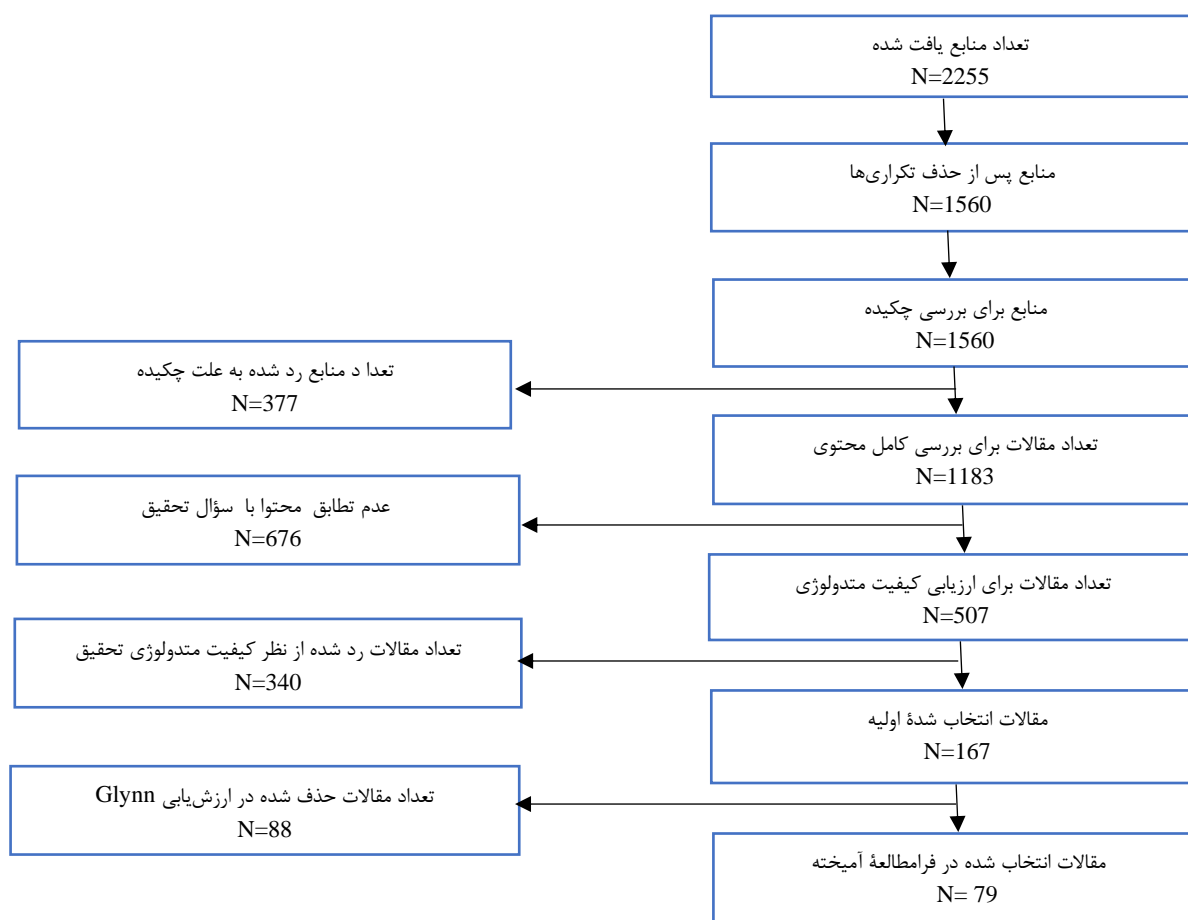 تعداد منابع یافت شده
N=2255
منابع پس از حذف تکراری‌ها
N=1560
منابع برای بررسی چکیده
N=1560
تعدا د منابع رد شده به علت چکیده
N=377
تعداد مقالات برای بررسی کامل محتوی
N=1183
عدم تطابق محتوا با سؤال تحقیق
N=676
تعداد مقالات برای ارزیابی کیفیت متدولوژی
N=507
تعداد مقالات رد شده از نظر کیفیت متدولوژی تحقیق
N=340
مقالات انتخاب شدۀ اولیه
N=167
تعداد مقالات حذف شده در ارزش‌یابی Glynn
N=88
مقالات انتخاب شده در فرامطالعۀ آمیخته
N= 79